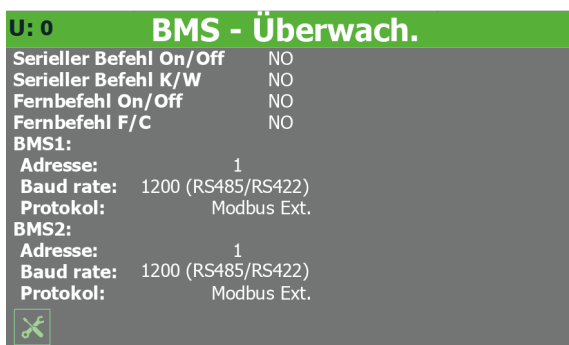 U: 0 BMS - Überwach.
Serieller Befehl On/Off NO
Serieller Befehl K/W NO
Fernbefehl On/Off NO
Fernbefehl F/C NO
BMS1:
Adresse: 1
Baud rate: 1200 (RS485/RS422)
Protokol: Modbus Ext.
BMS2:
Adresse: 1
Baud rate: 1200 (RS485/RS422)
Protokol: Modbus Ext.